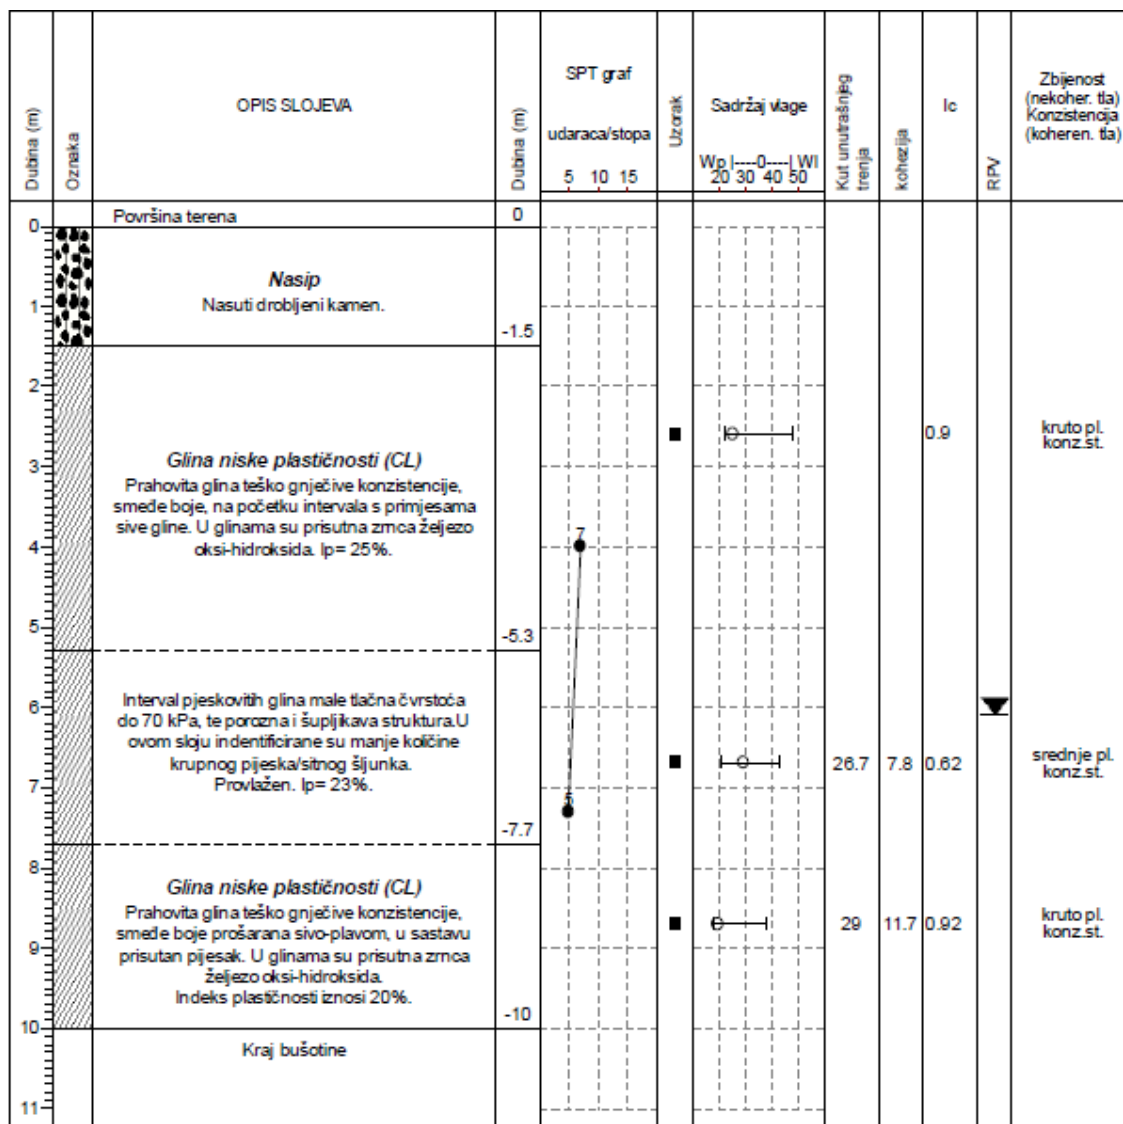 Dubina (m)
Oznaka
OPIS SLOJEVA
Dubina (m)
SPT graf
udaraca/stopa
5 10 15
Uzorak
Sadržaj vlage
Wp |----0----| Wl
20 30 40 50
Kut unutrašnjeg
trenja
kohezija
Ic
RPV
Zbijenost
(nekoher. tla)
Konzistencija
(koheren. tla)
Površina terena
0
0
Nasip
Nasuti drobljeni kamen.
1
-1.5
2
kruto pl.
konz.st.
0.9
3
Glina niske plastičnosti (CL)
Prahovita glina teško gnječive konzistencije,
smeđe boje, na početku intervala s primjesama
sive gline. U glinama su prisutna zrnca željezo
oksi-hidroksida. Ip= 25%.
7
4
5
-5.3
Interval pjeskovitih glina male tlačna čvrstoća
do 70 kPa, te porozna i šupljikava struktura.U
ovom sloju indentificirane su manje količine
krupnog pijeska/sitnog šljunka.
Provlažen. Ip= 23%.
6
26.7
7.8
0.62
srednje pl.
konz.st.
7
5
-7.7
8
Glina niske plastičnosti (CL)
Prahovita glina teško gnječive konzistencije,
smeđe boje prošarana sivo-plavom, u sastavu
prisutan pijesak. U glinama su prisutna zrnca
željezo oksi-hidroksida.
Indeks plastičnosti iznosi 20%.
29
11.7
0.92
kruto pl.
konz.st.
9
-10
10
Kraj bušotine
11